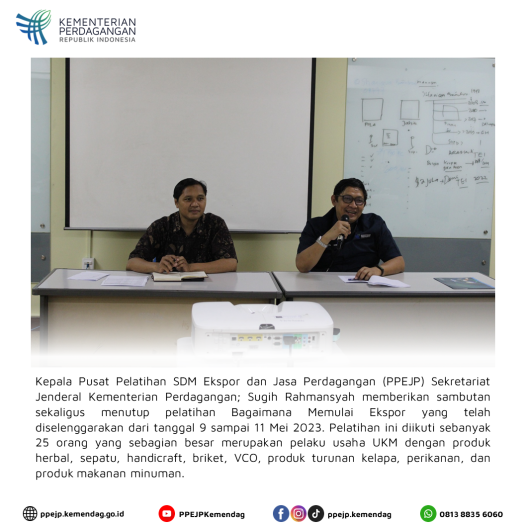 KEMENTERIAN
PERDAGANGAN
REPUBLIK INDONESIA
Kepala Pusat Pelatihan SDM Ekspor dan Jasa Perdagangan (PPEJP) Sekretariat
Jenderal Kementerian Perdagangan; Sugih Rahmansyah memberikan sambutan
sekaligus menutup pelatihan Bagaimana Memulai Ekspor yang telah
diselenggarakan dari tanggal 9 sampai 11 Mei 2023. Pelatihan ini diikuti sebanyak
25 orang yang sebagian besar merupakan pelaku usaha UKM dengan produk
herbal, sepatu, handicraft, briket, VCO, produk turunan kelapa, perikanan, dan
produk makanan minuman.
ppejp.kemendag.go.id PPEJPKemendag ppejp.kemendag 0813 8835 6060